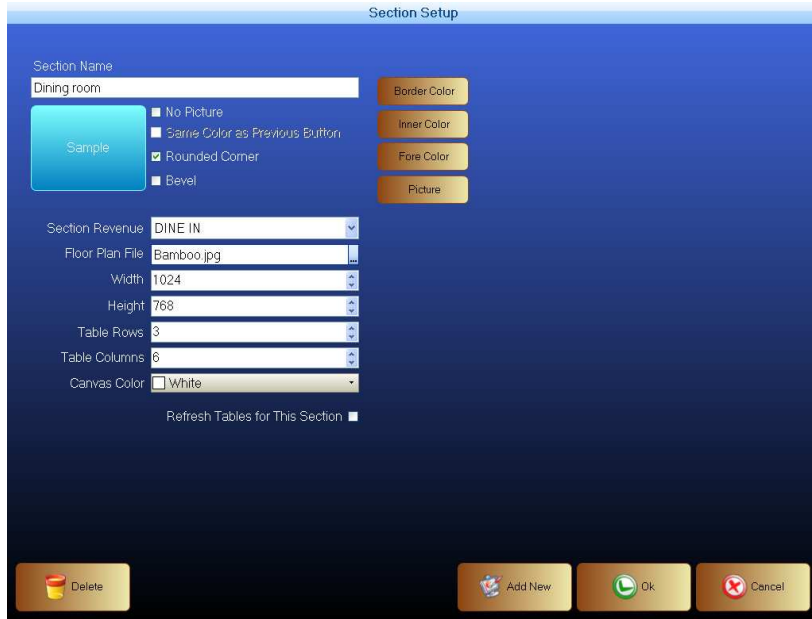 Section Setup
Section Name
Dining room
Border Color
No Picture
Same Color as Previous Button
Inner Color
Sample
Rounded Corner
Fore Color
Bevel
Picture
Section Revenue DINE IN
Floor Plan File Bamboo.jpg ...
Width 1024
Height 768
Table Rows 3
Table Columns 6
Canvas Color White
Refresh Tables for This Section
Delete
Add New
Ok
Cancel